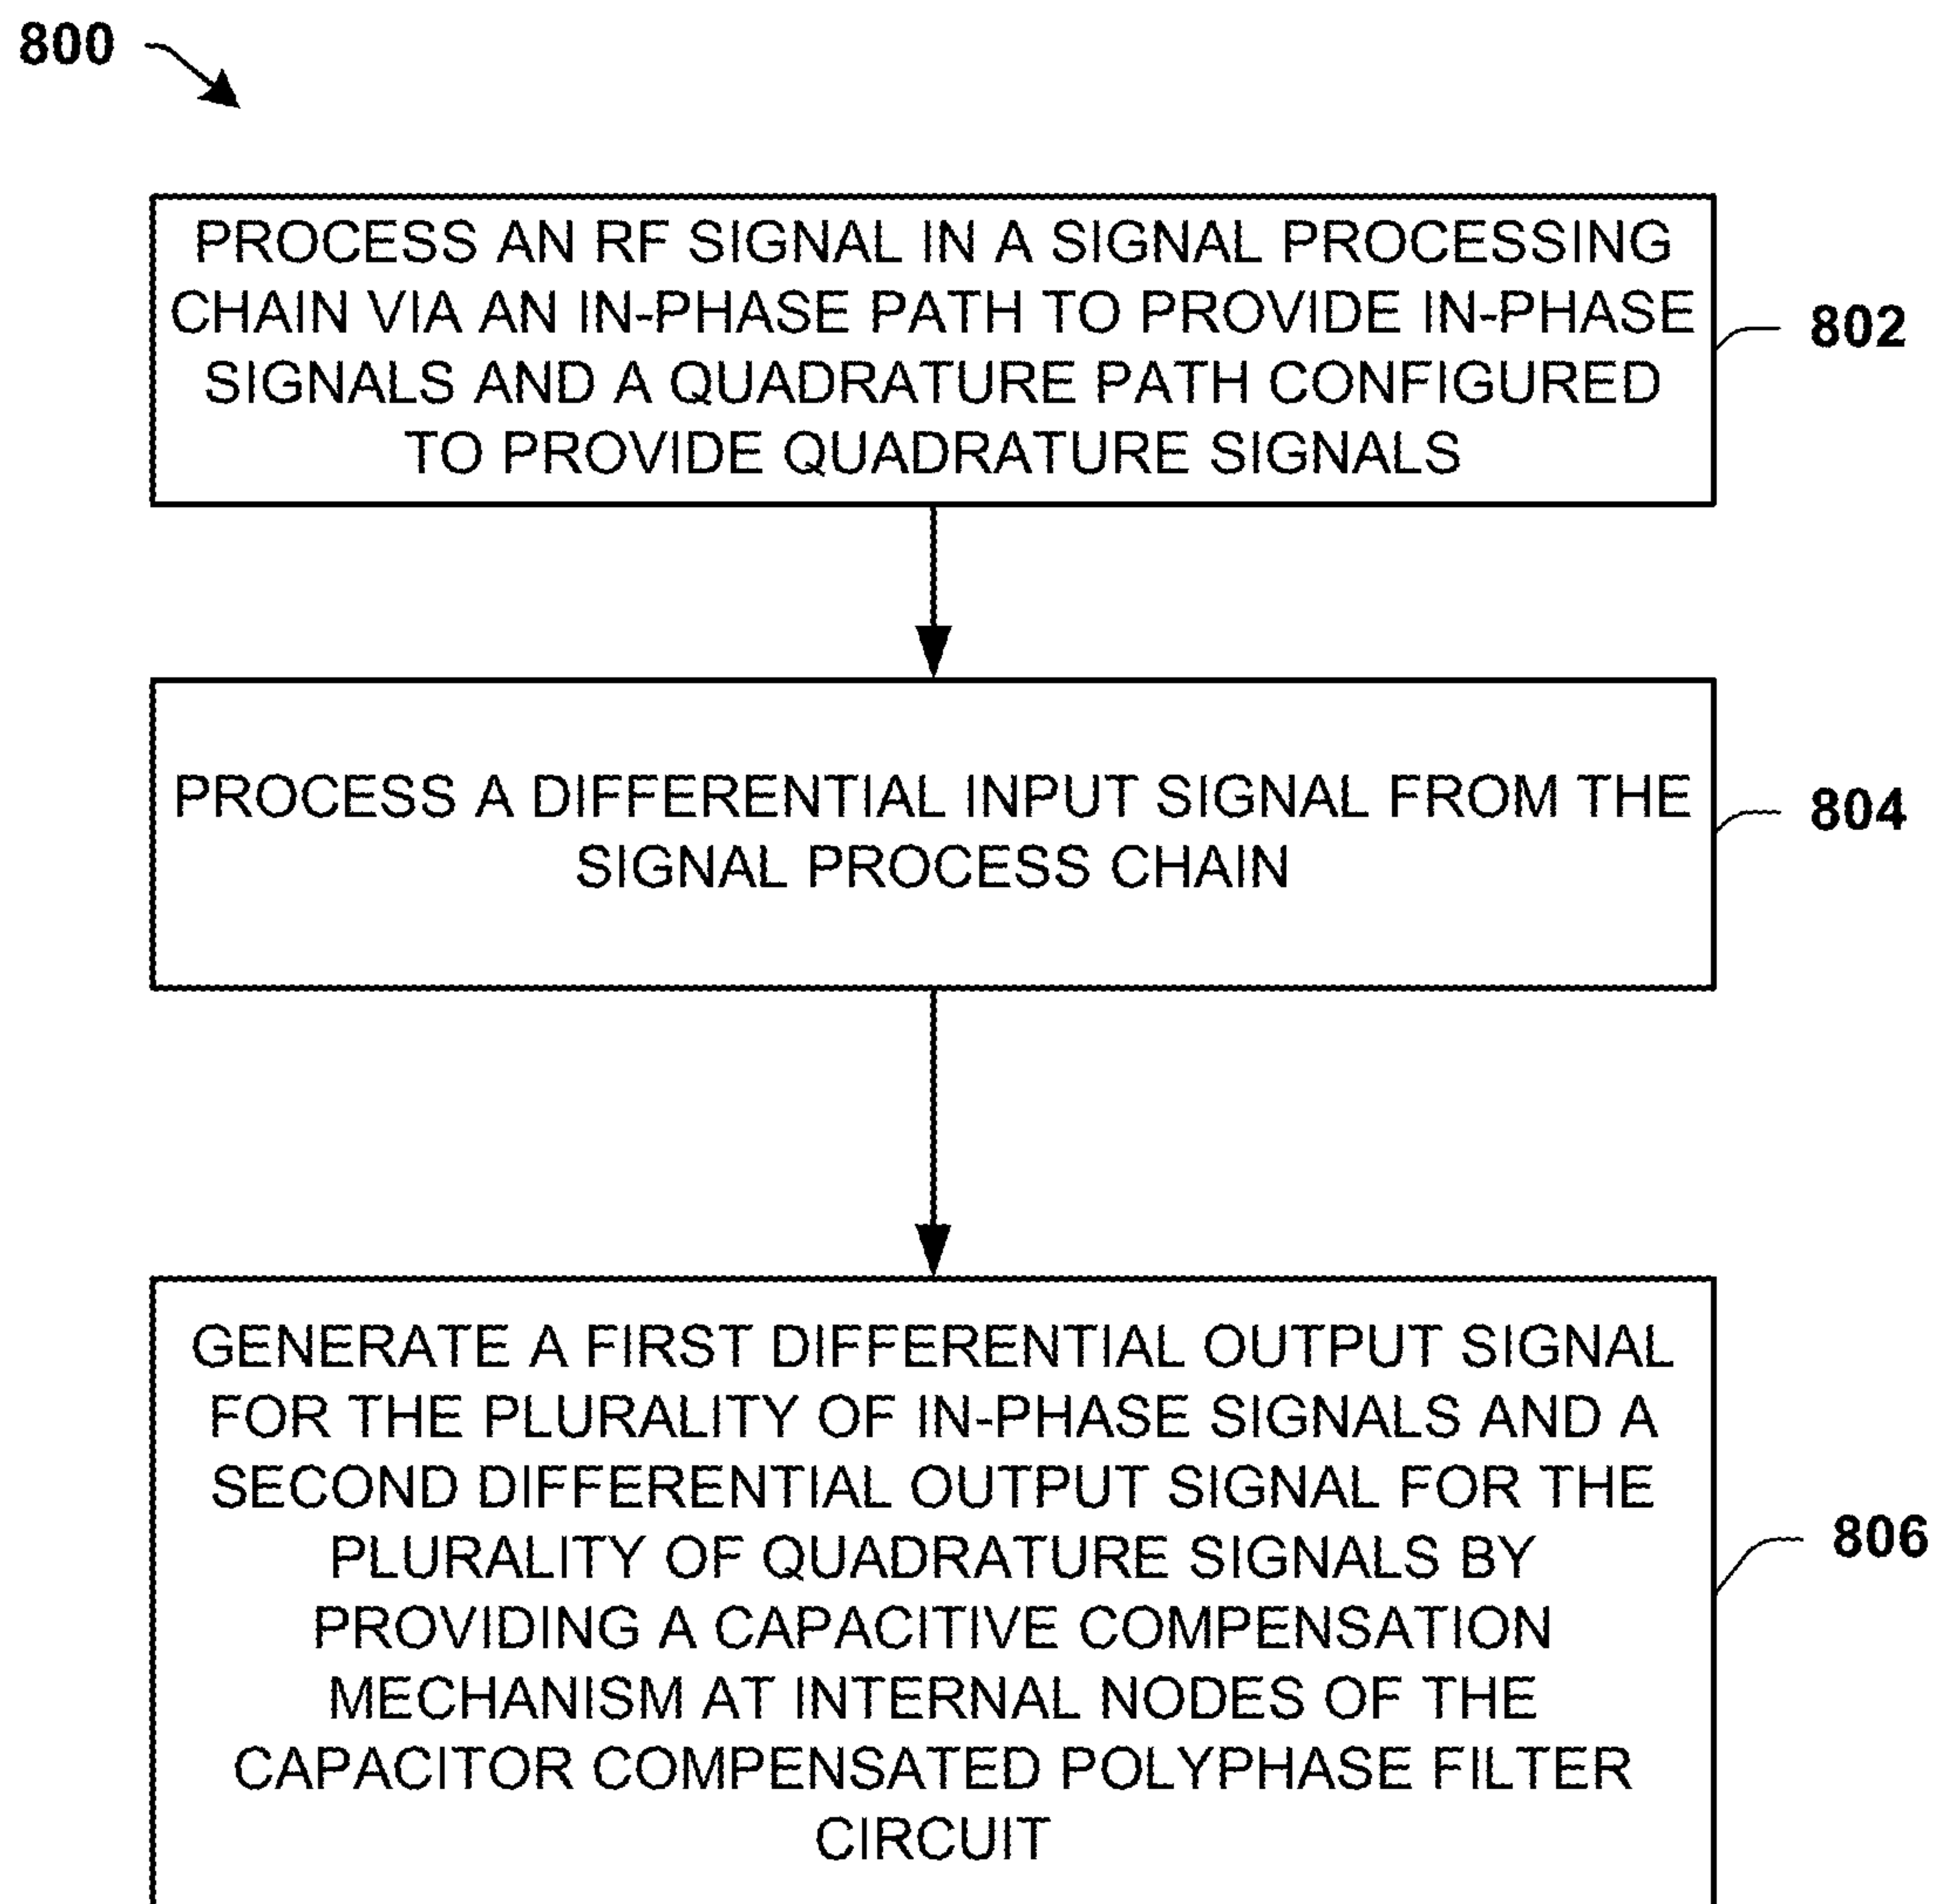 800
PROCESS AN RF SIGNAL IN A SIGNAL PROCESSING
CHAIN VIA AN IN-PHASE PATH TO PROVIDE IN-PHASE
SIGNALS AND A QUADRATURE PATH CONFIGURED
TO PROVIDE QUADRATURE SIGNALS
802
PROCESS A DIFFERENTIAL INPUT SIGNAL FROM THE
SIGNAL PROCESS CHAIN
804
GENERATE A FIRST DIFFERENTIAL OUTPUT SIGNAL
FOR THE PLURALITY OF IN-PHASE SIGNALS AND A
SECOND DIFFERENTIAL OUTPUT SIGNAL FOR THE
PLURALITY OF QUADRATURE SIGNALS BY
PROVIDING A CAPACITIVE COMPENSATION
MECHANISM AT INTERNAL NODES OF THE
CAPACITOR COMPENSATED POLYPHASE FILTER
CIRCUIT
806